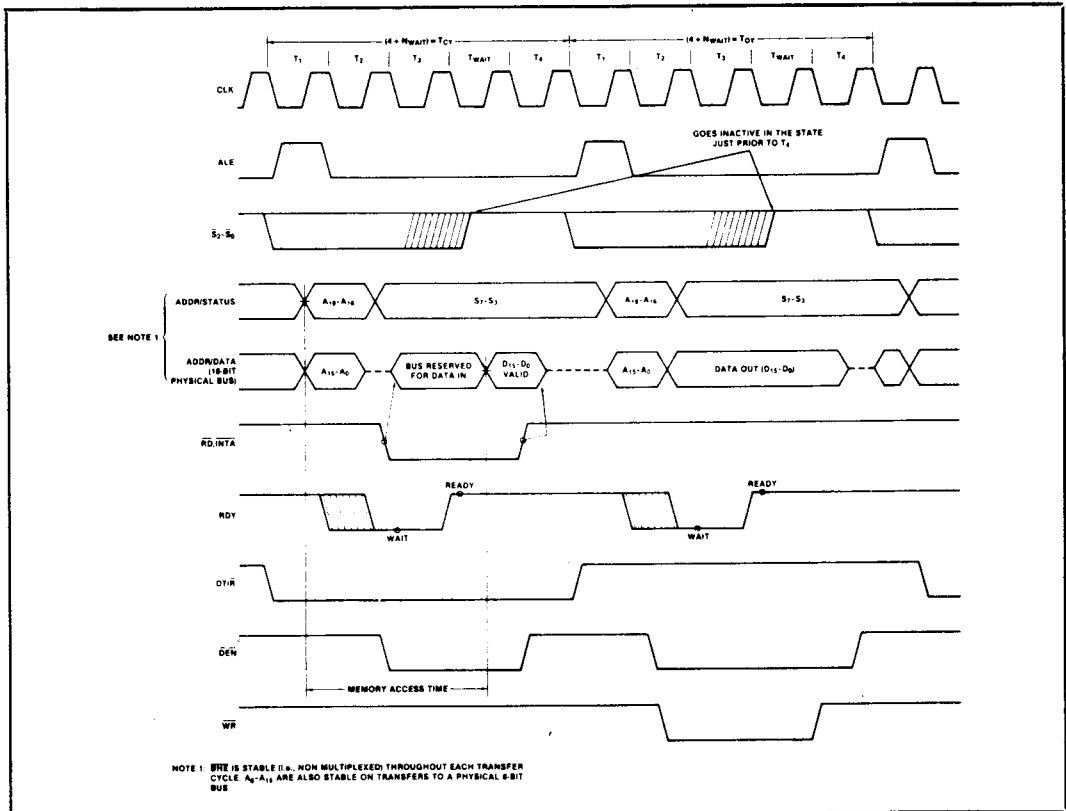 (4 + NWAIT) = TCY (4 + NWAIT) = TCY
T1 T2 T3 TWAIT T4 T1 T2 T3 TWAIT T4
CLK
GOES INACTIVE IN THE STATE
JUST PRIOR TO T4
ALE
S2-S0
ADDR/STATUS A19-A16 S7-S3 A19-A16 S7-S3
SEE NOTE 1
ADDR/DATA
(16-BIT
PHYSICAL BUS)
A15-A0 BUS RESERVED
FOR DATA IN
D15-D0
VALID
A15-A0 DATA OUT (D15-D0)
RD,INTA
READY READY
RDY
WAIT WAIT
DT/R
DEN
MEMORY ACCESS TIME
WR
NOTE 1: BHE IS STABLE (i.e., NON MULTIPLEXED) THROUGHOUT EACH TRANSFER
CYCLE. A8-A15 ARE ALSO STABLE ON TRANSFERS TO A PHYSICAL 8-BIT
BUS